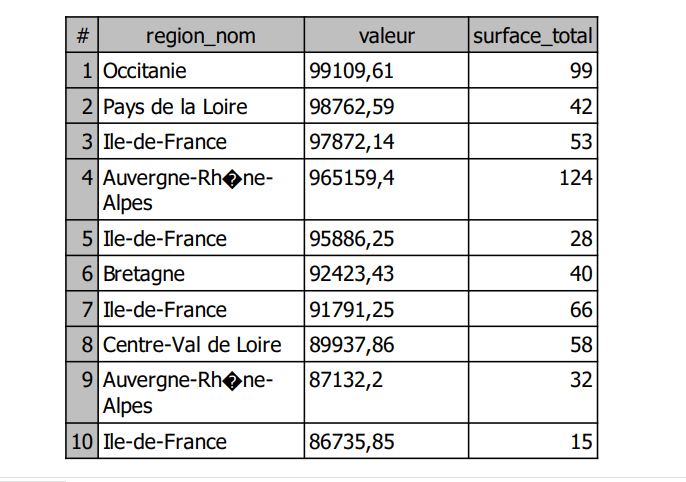 # region_nom valeur surface_total
1 Occitanie 99109,61 99
2 Pays de la Loire 98762,59 42
3 Ile-de-France 97872,14 53
4 Auvergne-Rh�ne- 965159,4 124
Alpes
5 Ile-de-France 95886,25 28
6 Bretagne 92423,43 40
7 Ile-de-France 91791,25 66
8 Centre-Val de Loire 89937,86 58
9 Auvergne-Rh�ne- 87132,2 32
Alpes
10 Ile-de-France 86735,85 15